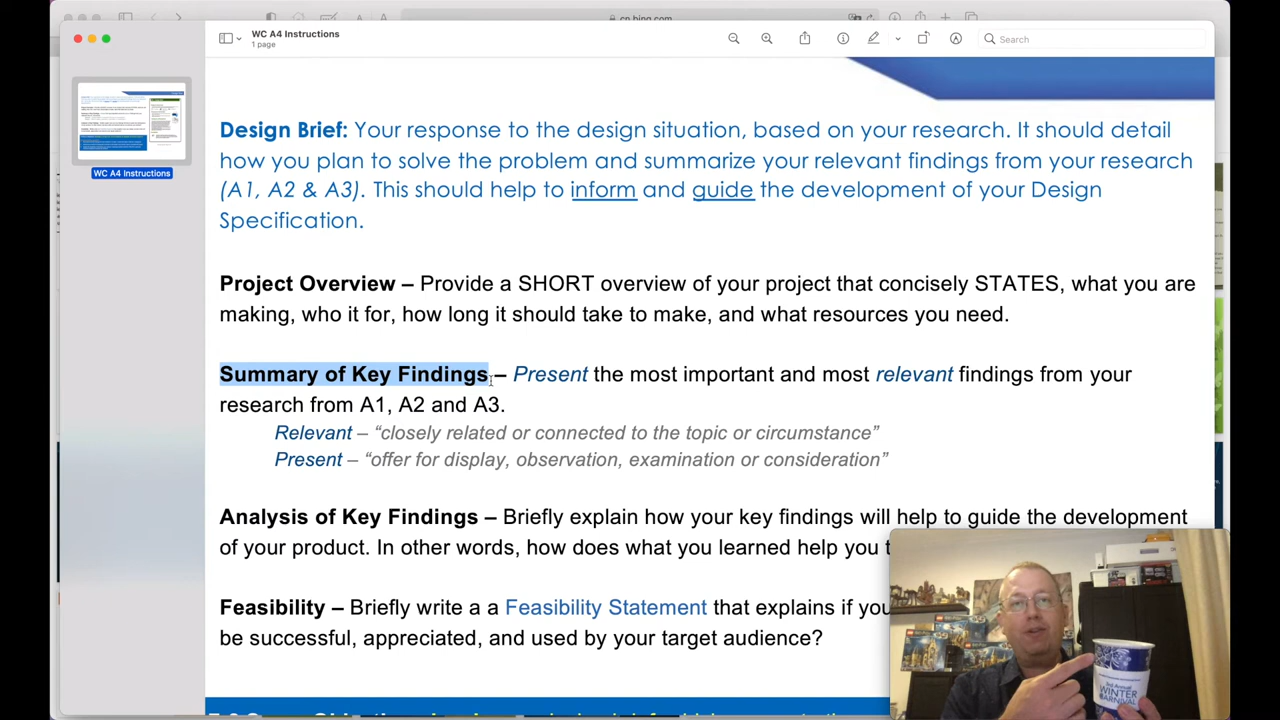 cn.bing.com
WC A4 Instructions
1 page
Search
WC A4 Instructions
Design Brief: Your response to the design situation, based on your research. It should detail
how you plan to solve the problem and summarize your relevant findings from your research
(A1, A2 & A3). This should help to inform and guide the development of your Design
Specification.
Project Overview – Provide a SHORT overview of your project that concisely STATES, what you are
making, who it for, how long it should take to make, and what resources you need.
Summary of Key Findings – Present the most important and most relevant findings from your
research from A1, A2 and A3.
Relevant – “closely related or connected to the topic or circumstance”
Present – “offer for display, observation, examination or consideration”
Analysis of Key Findings – Briefly explain how your key findings will help to guide the development
of your product. In other words, how does what you learned help you
Feasibility – Briefly write a a Feasibility Statement that explains if you
be successful, appreciated, and used by your target audience?
3rd Annual
WINTER
CARNIVAL